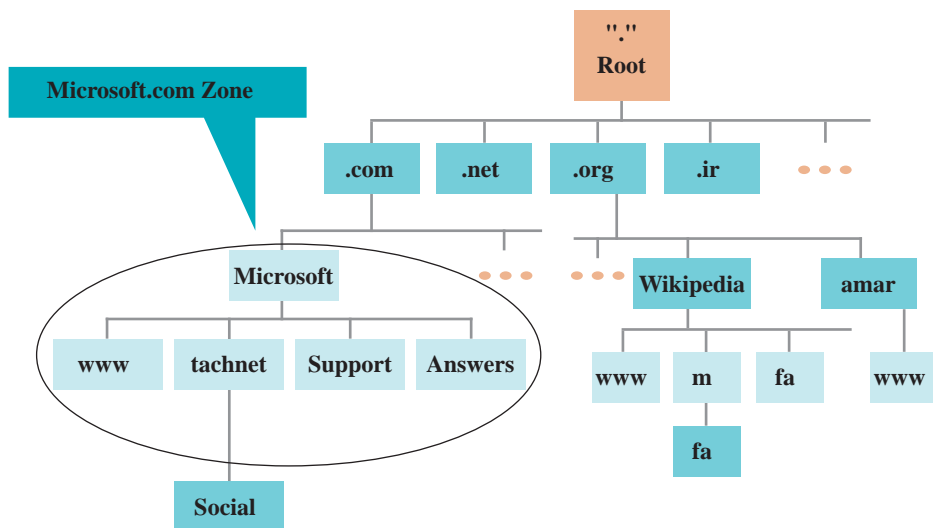 "."
Root
Microsoft.com Zone
.com
.net
.org
.ir
Microsoft
Wikipedia
amar
www
tachnet
Support
Answers
www
m
fa
www
fa
Social